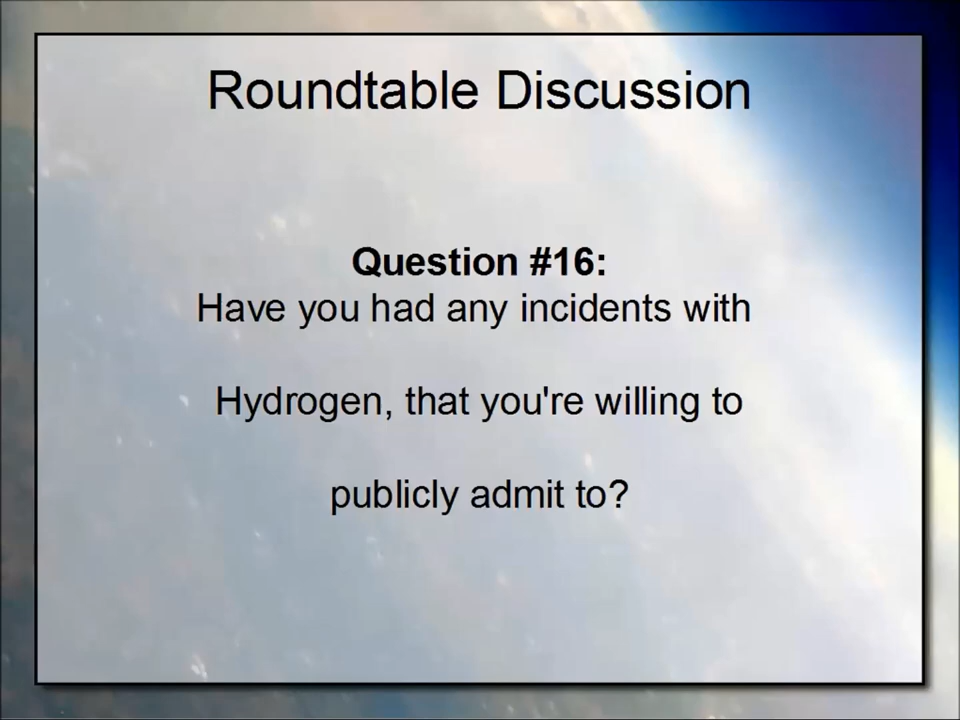 Roundtable Discussion
Question #16:
Have you had any incidents with
Hydrogen, that you're willing to
publicly admit to?